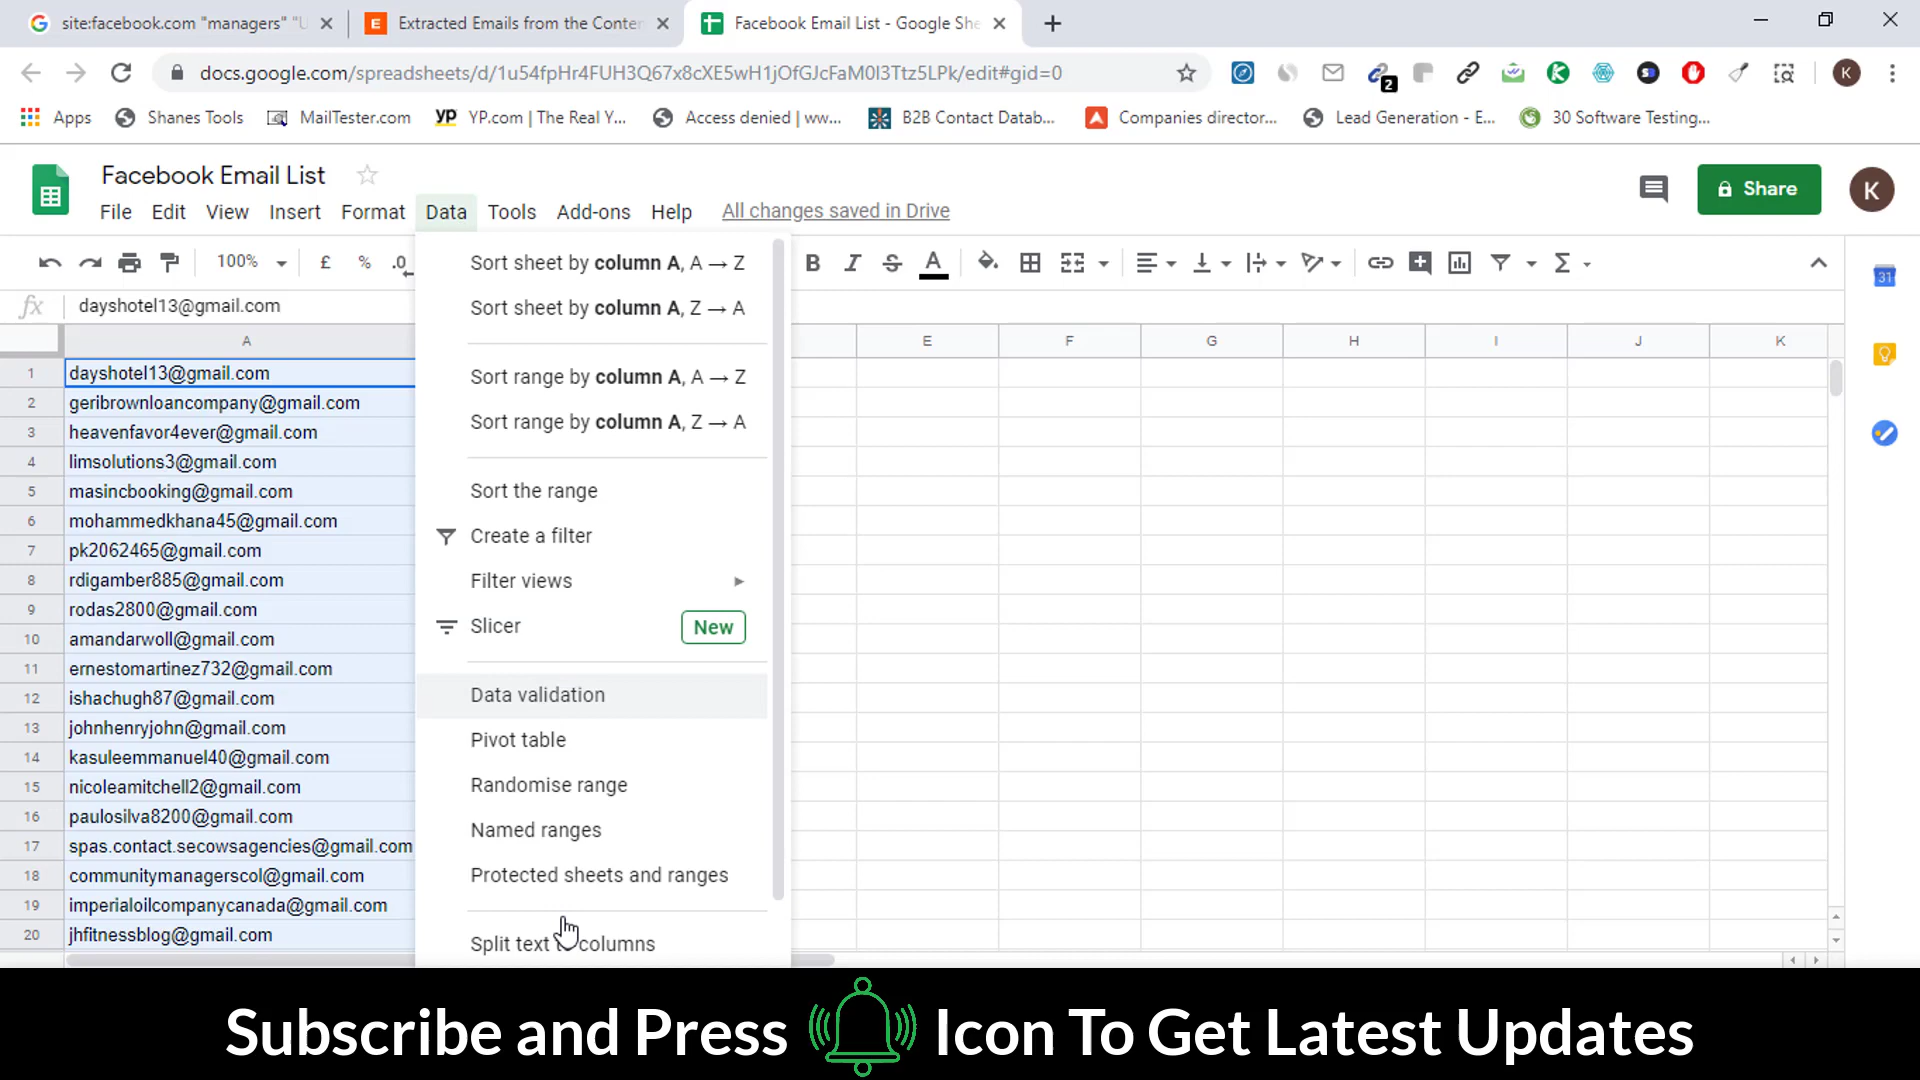 site:facebook.com "managers" "U
Extracted Emails from the Conten
Facebook Email List - Google She
docs.google.com/spreadsheets/d/1u54fpHr4FUH3Q67x8cXE5wH1jOfGJcFaM0I3Ttz5LPk/edit#gid=0
2
K
Apps
Shanes Tools
MailTester.com
YP YP.com | The Real Y...
Access denied | ww...
B2B Contact Datab...
Companies director...
Lead Generation - E...
30 Software Testing...
Facebook Email List
File Edit View Insert Format Data Tools Add-ons Help All changes saved in Drive
Share
K
100% £ % .0 B I S A Σ
31
fx dayshotel13@gmail.com
A E F G H I J K
1 dayshotel13@gmail.com
2 geribrownloancompany@gmail.com
3 heavenfavor4ever@gmail.com
4 limsolutions3@gmail.com
5 masincbooking@gmail.com
6 mohammedkhana45@gmail.com
7 pk2062465@gmail.com
8 rdigamber885@gmail.com
9 rodas2800@gmail.com
10 amandarwoll@gmail.com
11 ernestomartinez732@gmail.com
12 ishachugh87@gmail.com
13 johnhenryjohn@gmail.com
14 kasuleemmanuel40@gmail.com
15 nicoleamitchell2@gmail.com
16 paulosilva8200@gmail.com
17 spas.contact.secowsagencies@gmail.com
18 communitymanagerscol@gmail.com
19 imperialoilcompanycanada@gmail.com
20 jhfitnessblog@gmail.com
Sort sheet by column A, A → Z
Sort sheet by column A, Z → A
Sort range by column A, A → Z
Sort range by column A, Z → A
Sort the range
Create a filter
Filter views
Slicer New
Data validation
Pivot table
Randomise range
Named ranges
Protected sheets and ranges
Split text to columns
Subscribe and Press Icon To Get Latest Updates